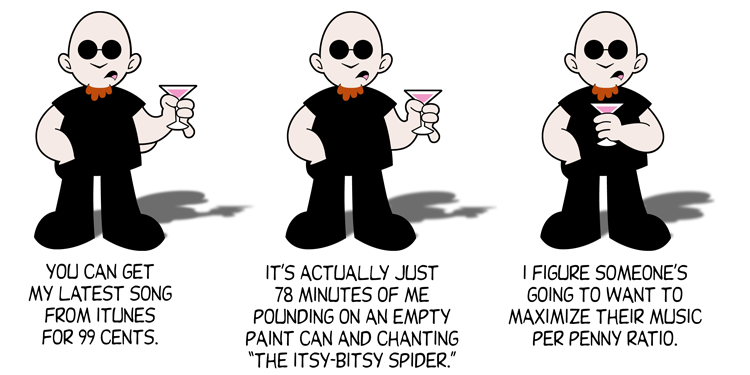 YOU CAN GET
MY LATEST SONG
FROM ITUNES
FOR 99 CENTS.
IT'S ACTUALLY JUST
78 MINUTES OF ME
POUNDING ON AN EMPTY
PAINT CAN AND CHANTING
"THE ITSY-BITSY SPIDER."
I FIGURE SOMEONE'S
GOING TO WANT TO
MAXIMIZE THEIR MUSIC
PER PENNY RATIO.